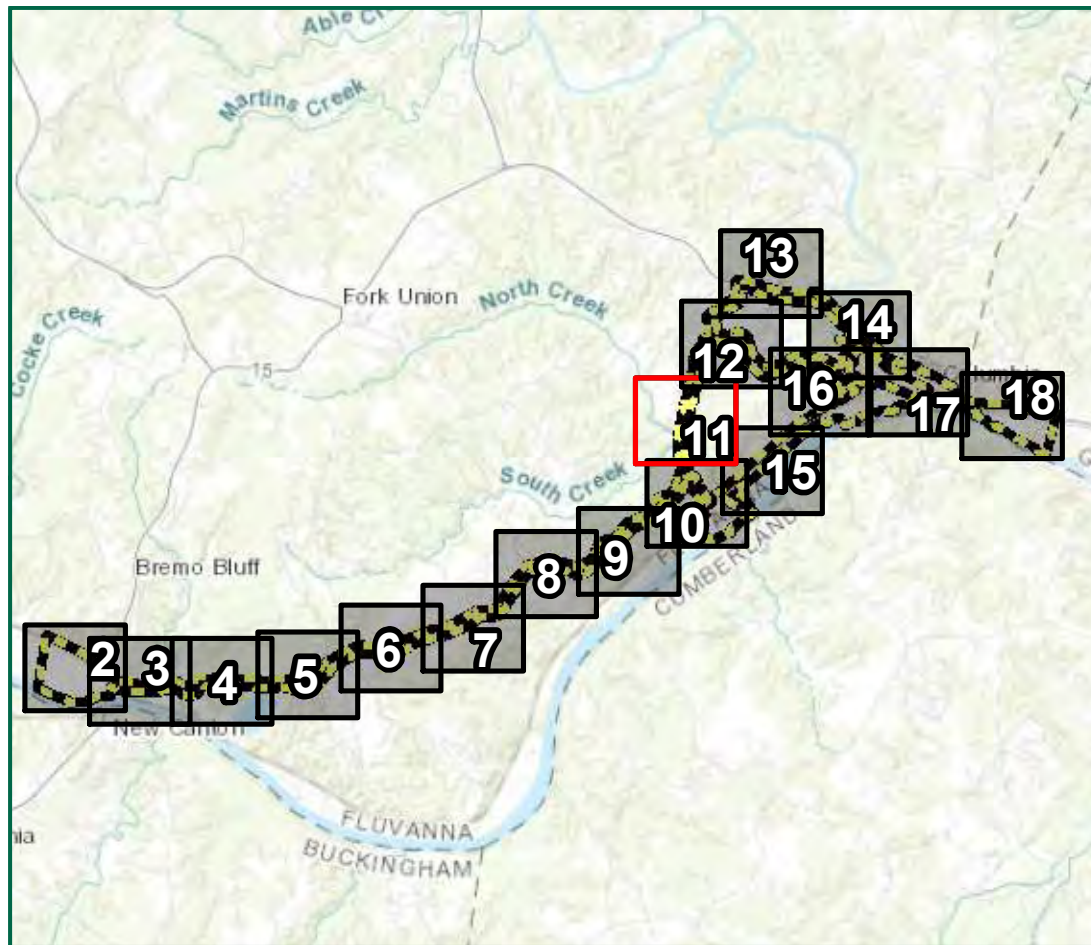 Able
Martins Creek
Fork Union
North Creek
Cocke Creek
15
13
14
12
16
17
18
11
South Creek
15
10
9
8
Bremo Bluff
CUMBERLAND
7
6
2
3
4
5
New Canton
FLUVANNA
BUCKINGHAM